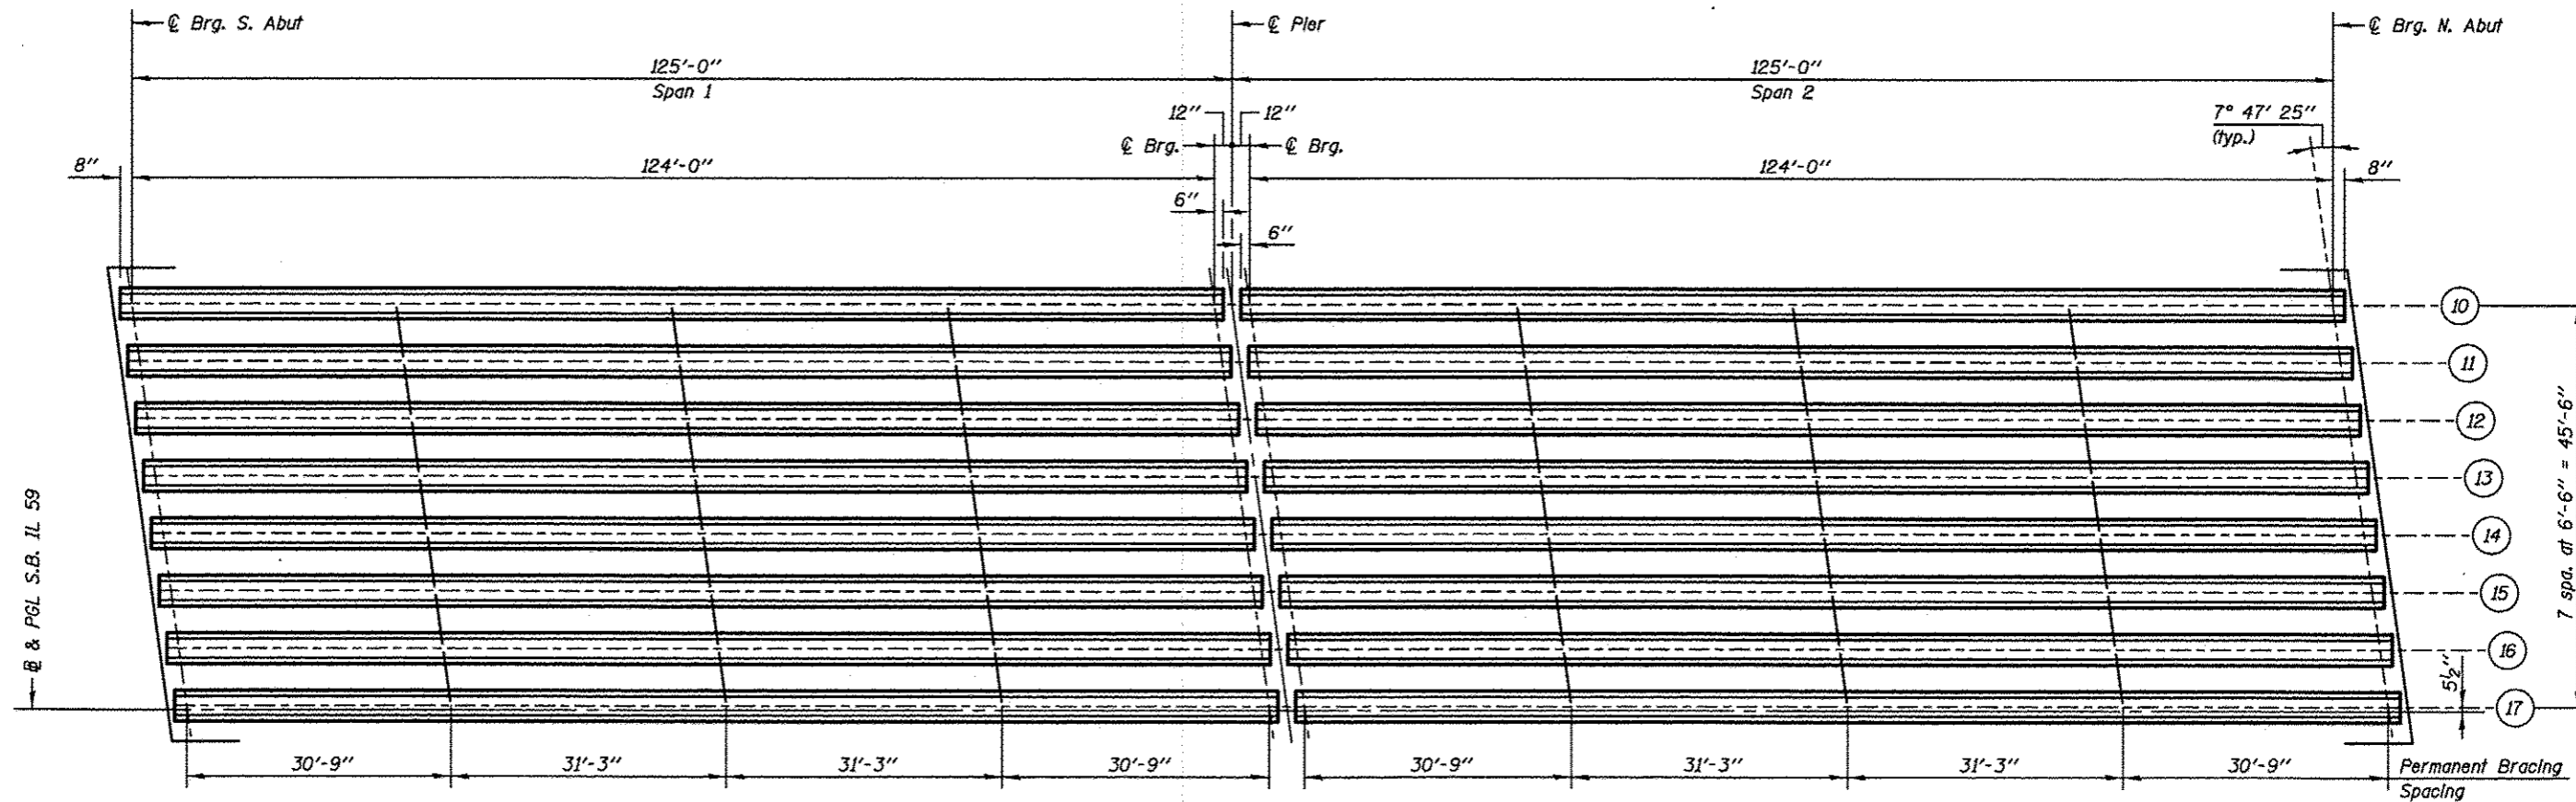 ℄ Brg. S. Abut
℄ Pier
℄ Brg. N. Abut
125'-0"
Span 1
125'-0"
Span 2
12"
12"
7° 47' 25"
(typ.)
℄ Brg.
℄ Brg.
8"
124'-0"
124'-0"
8"
6"
6"
10
11
12
13
14
15
16
17
7 spa. at 6'-6" = 45'-6"
℄ & PGL S.B. IL 59
5½"
30'-9"
31'-3"
31'-3"
30'-9"
30'-9"
31'-3"
31'-3"
30'-9"
Permanent Bracing
Spacing